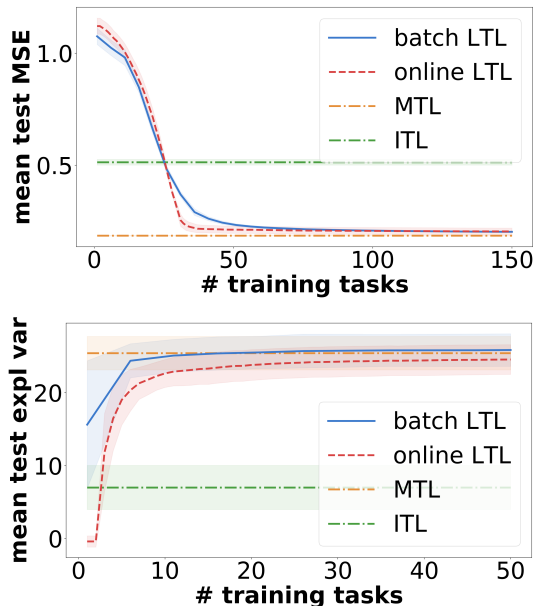 mean test MSE
1.0
0.5
batch LTL
online LTL
MTL
ITL
0 50 100 150
# training tasks
mean test expl var
20
10
0
batch LTL
online LTL
MTL
ITL
0 10 20 30 40 50
# training tasks